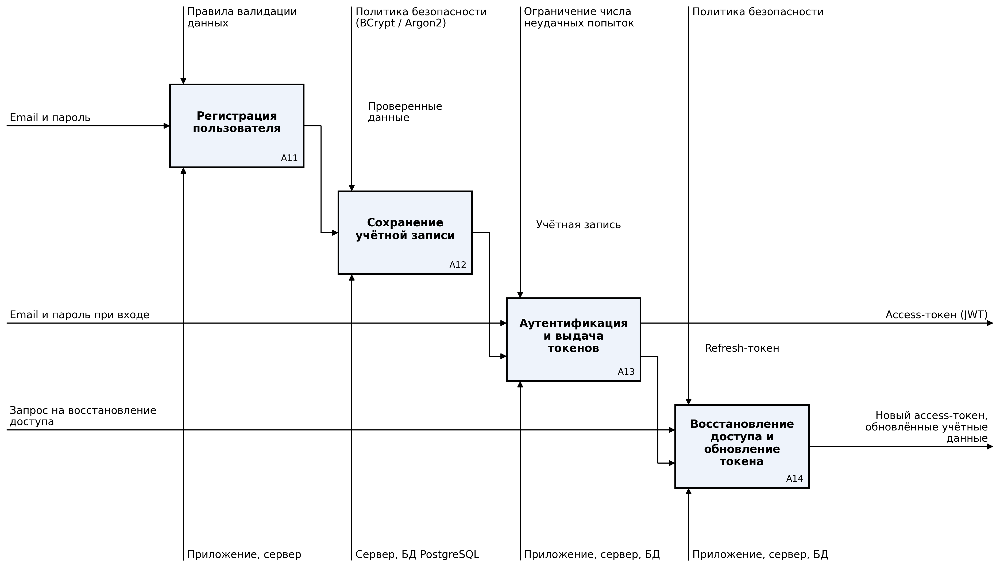 Правила валидации
данных
Политика безопасности
(BCrypt / Argon2)
Ограничение числа
неудачных попыток
Политика безопасности
Email и пароль
Регистрация
пользователя
A11
Проверенные
данные
Сохранение
учётной записи
A12
Учётная запись
Email и пароль при входе
Аутентификация
и выдача
токенов
A13
Access-токен (JWT)
Refresh-токен
Запрос на восстановление
доступа
Восстановление
доступа и
обновление
токена
A14
Новый access-токен,
обновлённые учётные
данные
Приложение, сервер
Сервер, БД PostgreSQL
Приложение, сервер, БД
Приложение, сервер, БД